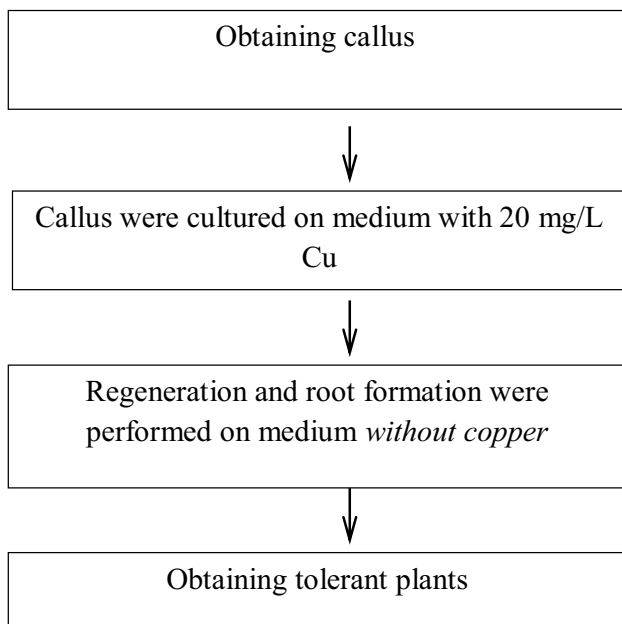 Obtaining callus
Callus were cultured on medium with 20 mg/L
Cu
Regeneration and root formation were
performed on medium without copper
Obtaining tolerant plants